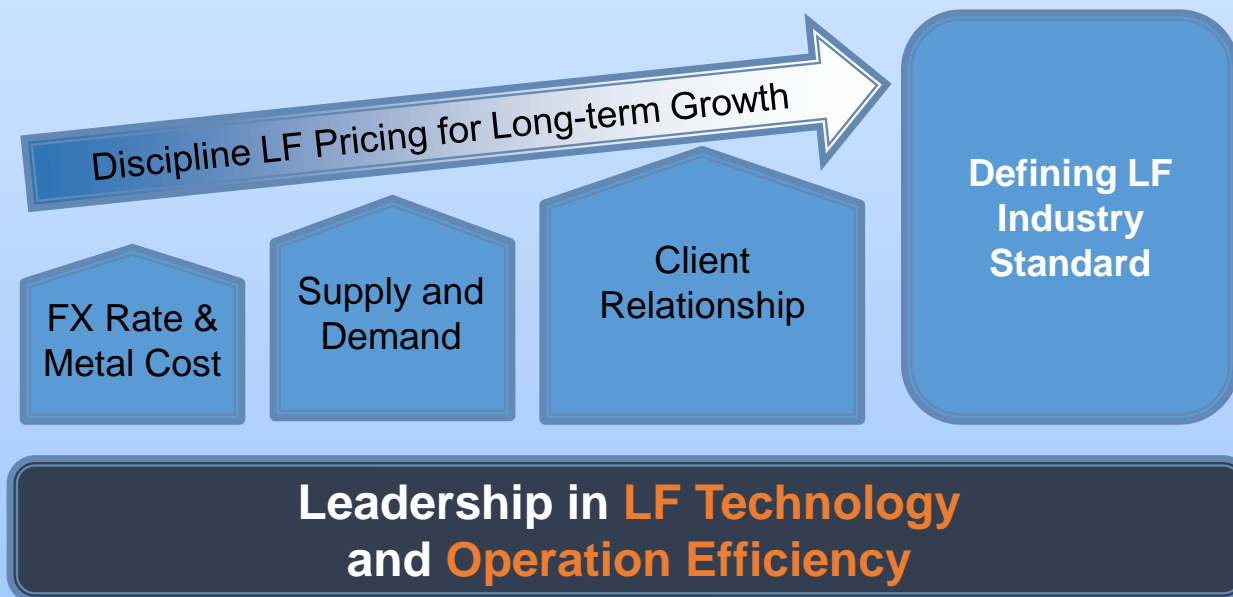 Discipline LF Pricing for Long-term Growth
Defining LF
Industry
Standard
FX Rate &
Metal Cost
Supply and
Demand
Client
Relationship
Leadership in LF Technology
and Operation Efficiency